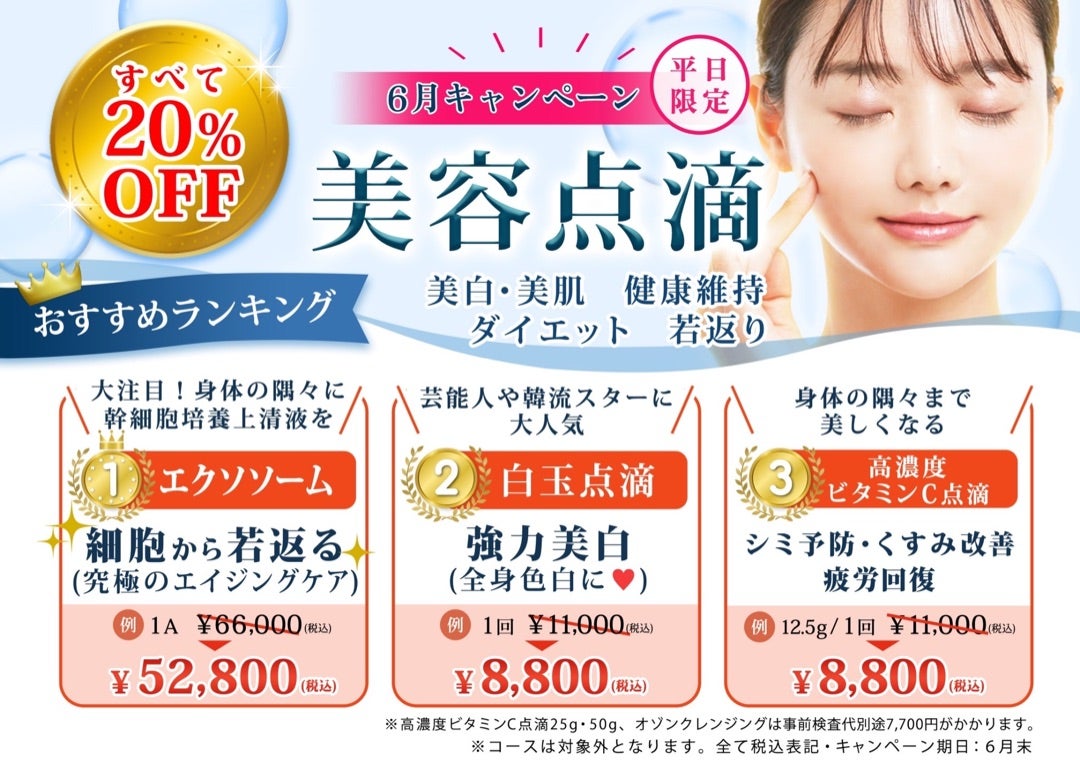 すべて
20%
OFF
6月キャンペーン
平日
限定
美容点滴
美白・美肌 健康維持
ダイエット 若返り
おすすめランキング
大注目！身体の隅々に
幹細胞培養上清液を
1 エクソソーム
細胞から若返る
(究極のエイジングケア)
例 1A ¥66,000(税込)
¥52,800(税込)
芸能人や韓流スターに
大人気
2 白玉点滴
強力美白
(全身色白に♥)
例 1回 ¥11,000(税込)
¥8,800(税込)
身体の隅々まで
美しくなる
3 高濃度
ビタミンC点滴
シミ予防・くすみ改善
疲労回復
例 12.5g/1回 ¥11,000(税込)
¥8,800(税込)
※高濃度ビタミンC点滴25g・50g、オゾンクレンジングは事前検査代別途7,700円がかかります。
※コースは対象外となります。全て税込表記・キャンペーン期日：6月末